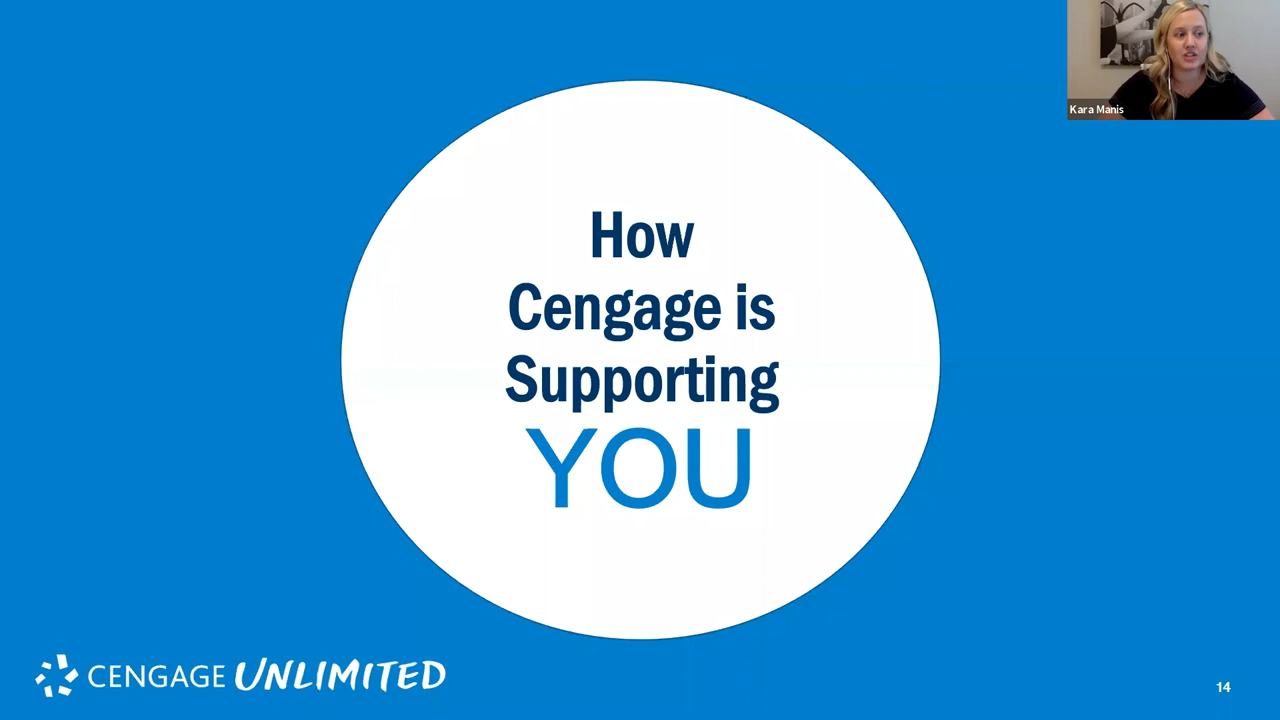 Kara Manis
How
Cengage is
Supporting
YOU
CENGAGE UNLIMITED
14